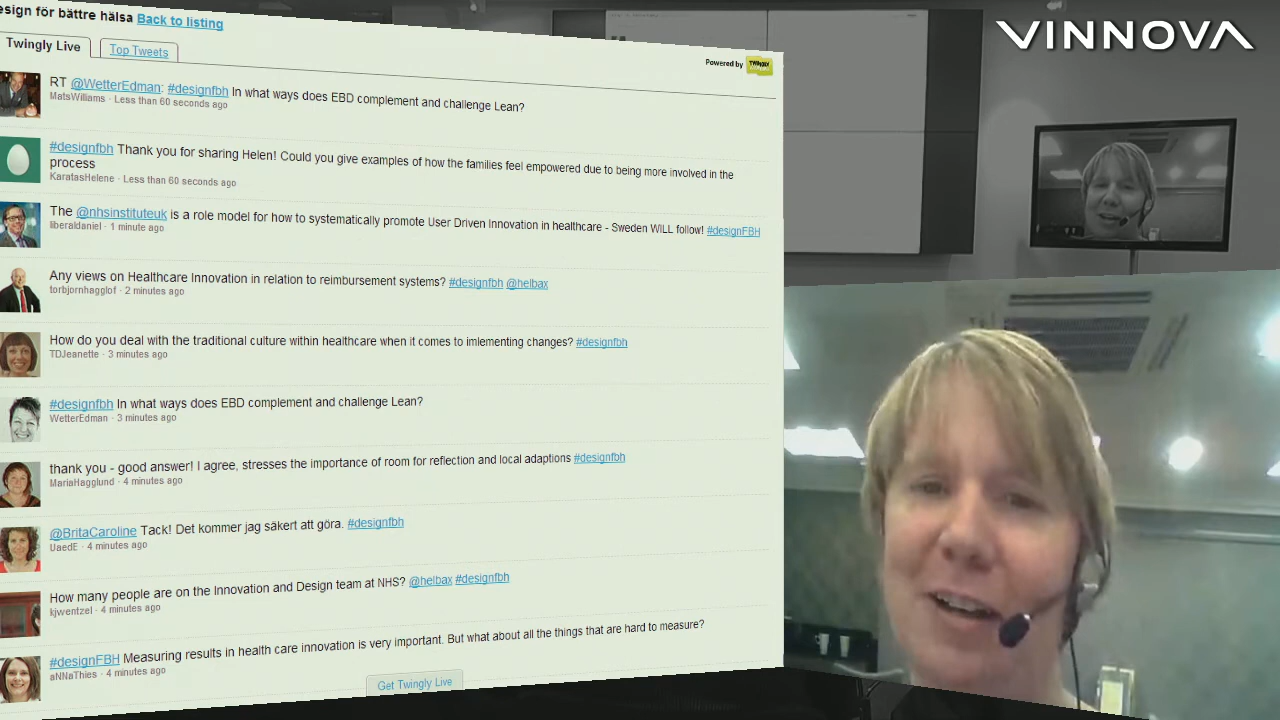 esign för bättre hälsa Back to listing
VINNOVA
Twingly Live
Top Tweets
Powered by TWINGLY
RT @WetterEdman: #designfbh In what ways does EBD complement and challenge Lean?
MatsWilliams · Less than 60 seconds ago
#designfbh Thank you for sharing Helen! Could you give examples of how the families feel empowered due to being more involved in the
process
KaratasHelene · Less than 60 seconds ago
The @nhsinstituteuk is a role model for how to systematically promote User Driven Innovation in healthcare - Sweden WILL follow! #designFBH
liberaldaniel · 1 minute ago
Any views on Healthcare Innovation in relation to reimbursement systems? #designfbh @helbax
torbjornhagglof · 2 minutes ago
How do you deal with the traditional culture within healthcare when it comes to imlementing changes? #designfbh
TDJeanette · 3 minutes ago
#designfbh In what ways does EBD complement and challenge Lean?
WetterEdman · 3 minutes ago
thank you - good answer! I agree, stresses the importance of room for reflection and local adaptions #designfbh
MariaHagglund · 4 minutes ago
@BritaCaroline Tack! Det kommer jag säkert att göra. #designfbh
UaedE · 4 minutes ago
How many people are on the Innovation and Design team at NHS? @helbax #designfbh
kjwentzel · 4 minutes ago
#designFBH Measuring results in health care innovation is very important. But what about all the things that are hard to measure?
aNNaThies · 4 minutes ago
Get Twingly Live